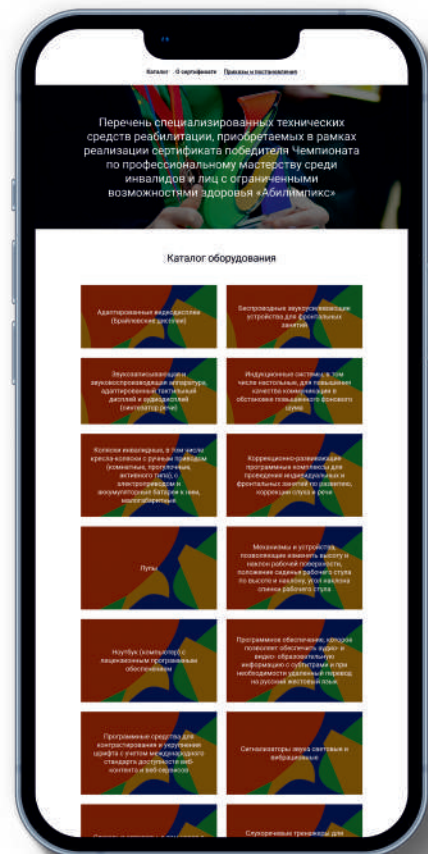 Каталог О сертификате Приказы и постановления
Перечень специализированных технических
средств реабилитации, приобретаемых в рамках
реализации сертификата победителя Чемпионата
по профессиональному мастерству среди
инвалидов и лиц с ограниченными
возможностями здоровья «Абилимпикс»
Каталог оборудования
Адаптированные видеодисплеи
(Брайлевские дисплеи)
Беспроводные звукоусиливающие
устройства для фронтальных
занятий
Звукозаписывающая и
звуковоспроизводящая аппаратура,
адаптированный тактильный
дисплей и аудиодисплей
(синтезатор речи)
Индукционные системы, в том
числе настольные, для повышения
качества коммуникации в
обстановке повышенного фонового
шума
Коляски инвалидные, в том числе
кресла-коляски с ручным приводом
(комнатные, прогулочные,
активного типа), с
электроприводом и
аккумуляторные батареи к ним,
малогабаритные
Коррекционно-развивающие
программные комплексы для
проведения индивидуальных и
фронтальных занятий по развитию,
коррекции слуха и речи
Лупы
Механизмы и устройства,
позволяющие изменять высоту и
наклон рабочей поверхности,
положение сиденья рабочего стула
по высоте и наклону, угол наклона
спинки рабочего стула
Ноутбук (компьютер) с
лицензионным программным
обеспечением
Программное обеспечение, которое
позволяет обеспечить аудио- и
видео- образовательную
информацию с субтитрами и при
необходимости удаленный перевод
на русский жестовый язык
Программные средства для
контрастирования и укрупнения
шрифта с учетом международного
стандарта доступности веб-
контента и веб-сервисов
Сигнализаторы звука световые и
вибрационные
Слухоречевые тренажеры для